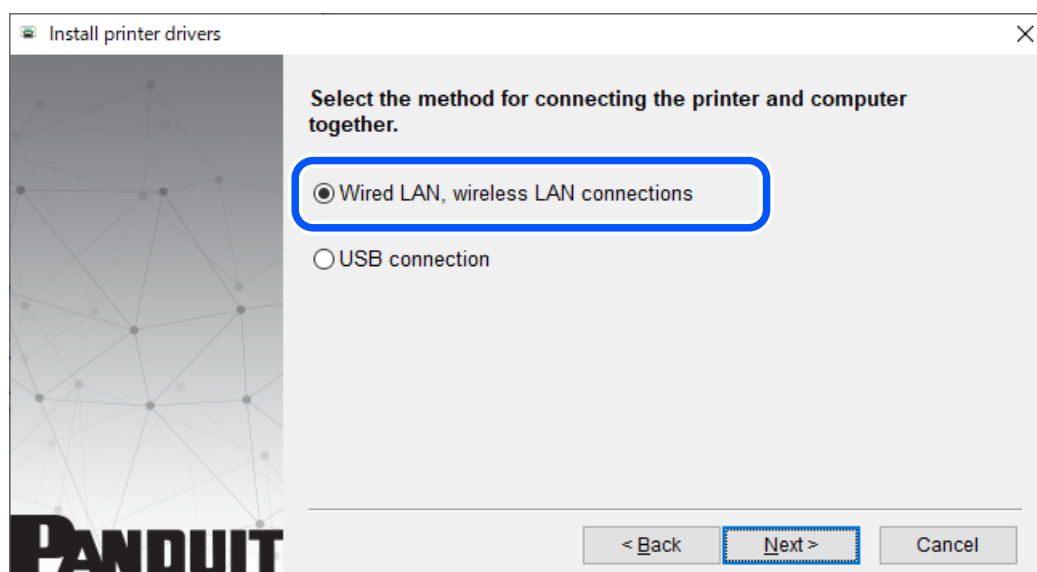 Install printer drivers
Select the method for connecting the printer and computer
together.
Wired LAN, wireless LAN connections
USB connection
PANDUIT
< Back Next > Cancel